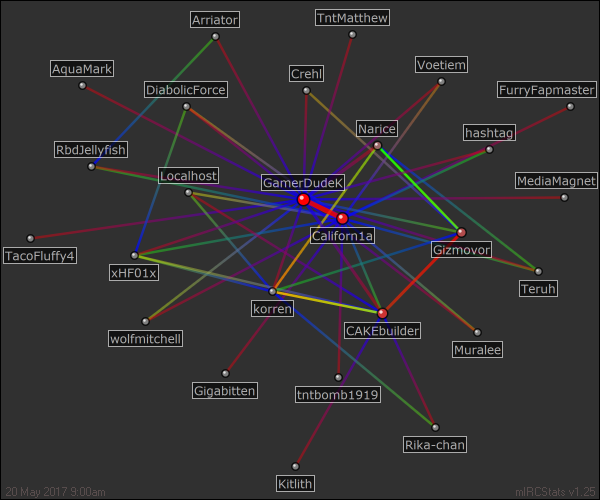 Arriator
TntMatthew
AquaMark
Crehl
Voetiem
DiabolicForce
FurryFapmaster
Narice
hashtag
RbdJellyfish
Localhost
GamerDudeK
MediaMagnet
Californ1a
Gizmovor
TacoFluffy4
xHF01x
Teruh
korren
wolfmitchell
CAKEbuilder
Muralee
Gigabitten
tntbomb1919
Rika-chan
Kitlith
20 May 2017 9:00am
mIRCStats v1.25